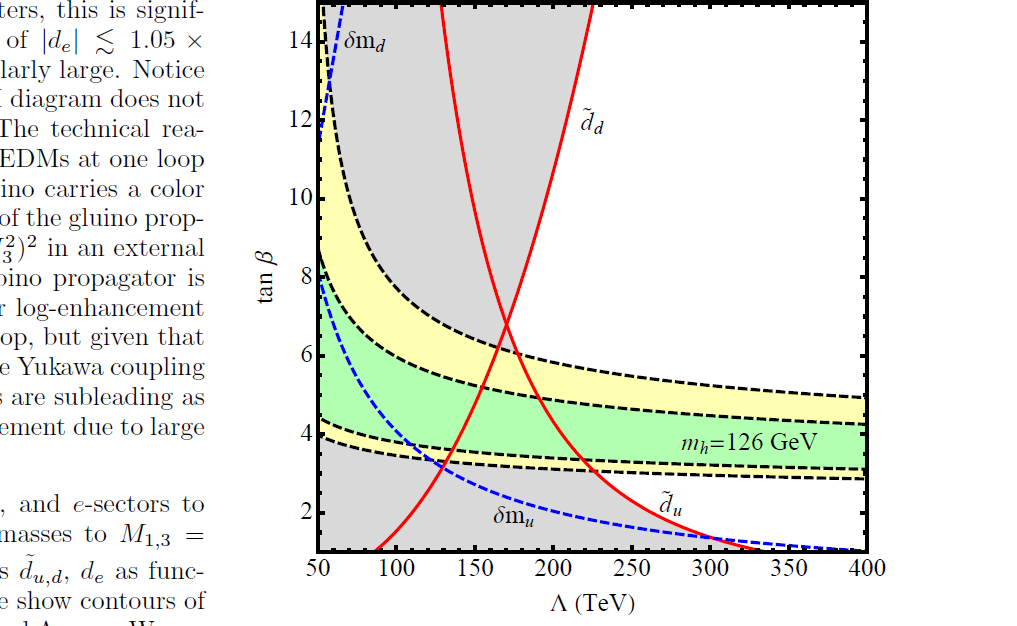 ters, this is signif-
of |d_e| ≲ 1.05 ×
larly large. Notice
diagram does not
The technical rea-
EDMs at one loop
ino carries a color
of the gluino prop-
²₃)² in an external
oino propagator is
r log-enhancement
op, but given that
e Yukawa coupling
s are subleading as
ement due to large
, and e-sectors to
masses to M₁,₃ =
s d̃_{u,d}, d_e as func-
e show contours of
14
12
10
8
6
4
2
tan β
δm_d
d̃_d
m_h=126 GeV
d̃_u
δm_u
50 100 150 200 250 300 350 400
Λ (TeV)